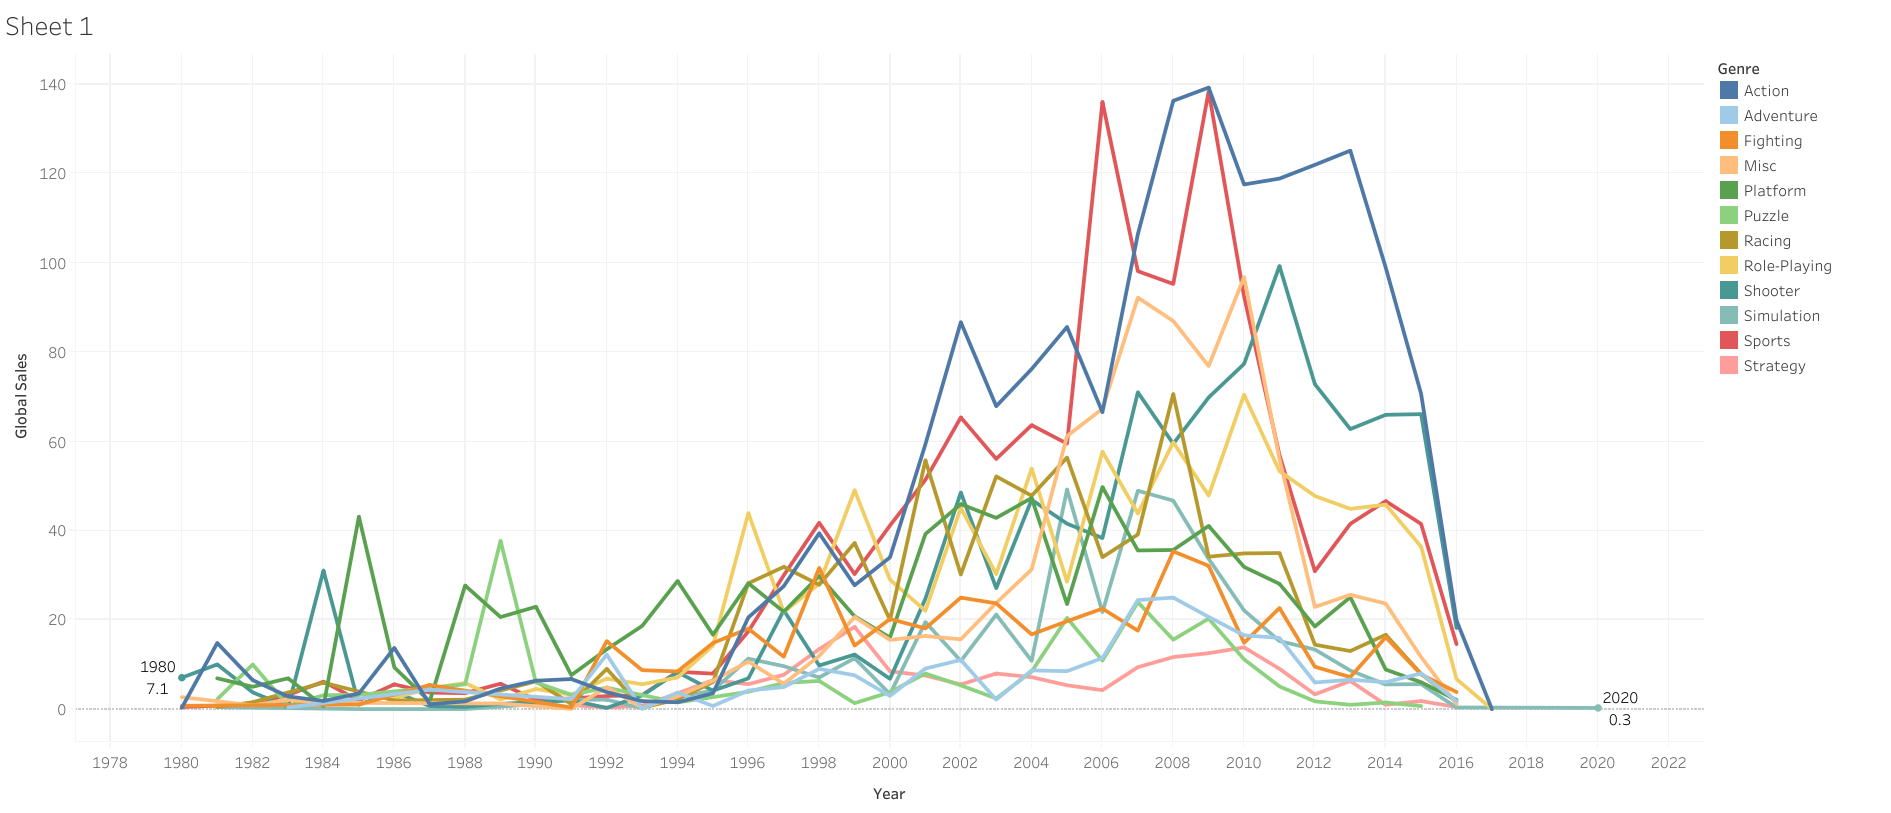 Sheet 1
140
120
100
80
60
40
20
0
Global Sales
1980
7.1
2020
0.3
1978 1980 1982 1984 1986 1988 1990 1992 1994 1996 1998 2000 2002 2004 2006 2008 2010 2012 2014 2016 2018 2020 2022
Year
Genre
Action
Adventure
Fighting
Misc
Platform
Puzzle
Racing
Role-Playing
Shooter
Simulation
Sports
Strategy